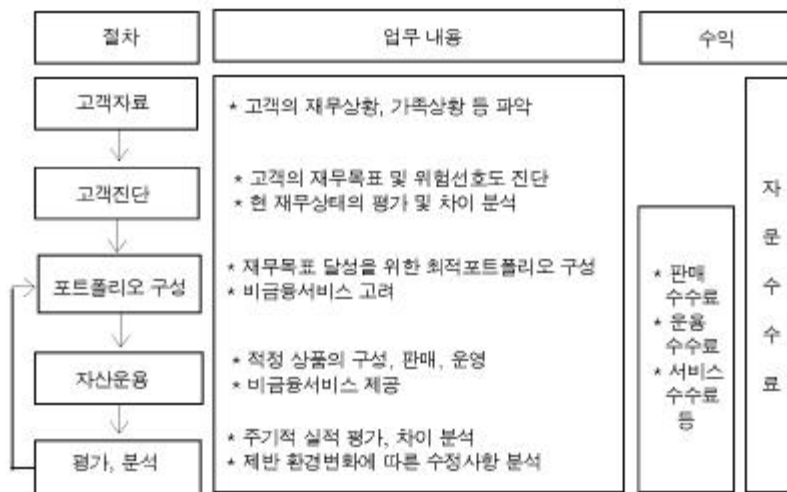 절차
업무 내용
수익
고객자료
* 고객의 재무상황, 가족상황 등 파악
고객진단
* 고객의 재무목표 및 위험선호도 진단
* 현 재무상태의 평가 및 차이 분석
포트폴리오 구성
* 재무목표 달성을 위한 최적포트폴리오 구성
* 비금융서비스 고려
자산운용
* 적정 상품의 구성, 판매, 운영
* 비금융서비스 제공
평가, 분석
* 주기적 실적 평가, 차이 분석
* 제반 환경변화에 따른 수정사항 분석
* 판매
수수료
* 운용
수수료
* 서비스
수수료
등
자
문
수
수
료